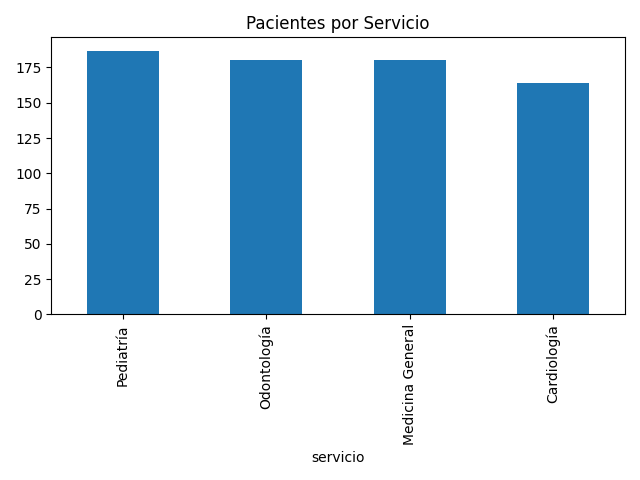 Pacientes por Servicio
175
150
125
100
75
50
25
0
Pediatría
Odontología
Medicina General
Cardiología
servicio